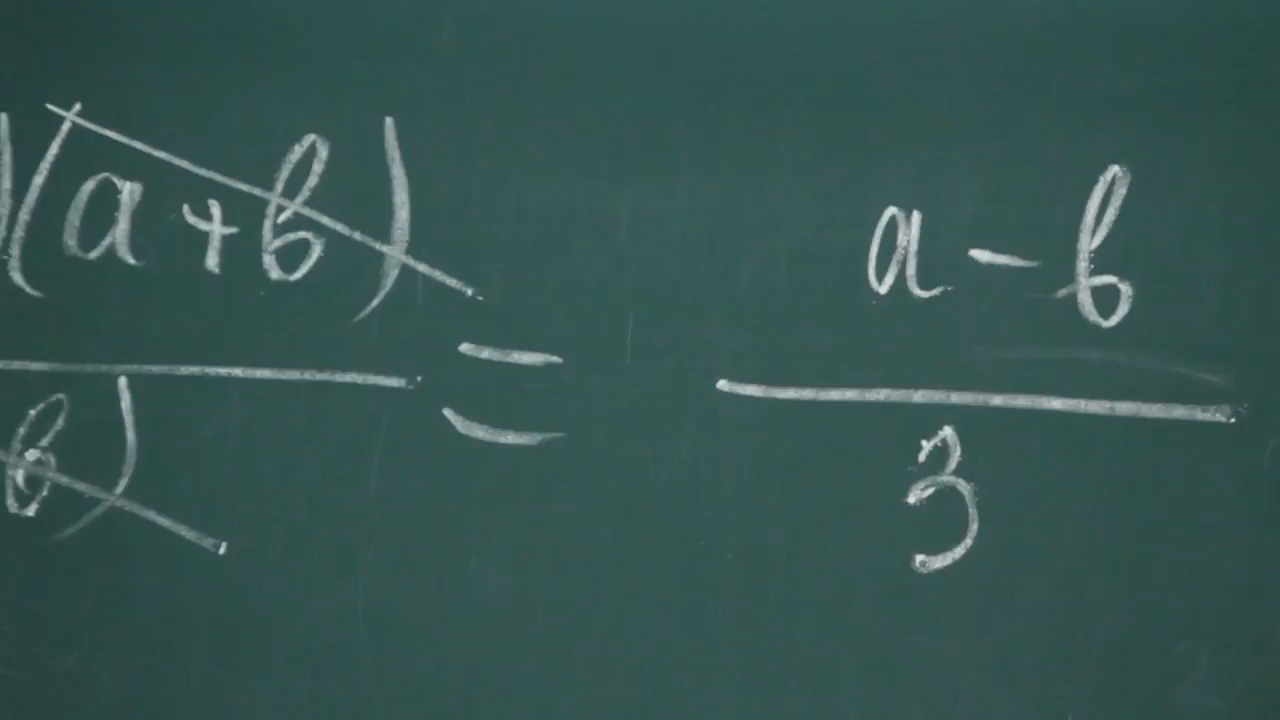 )(a+b) = a-b
b) 3